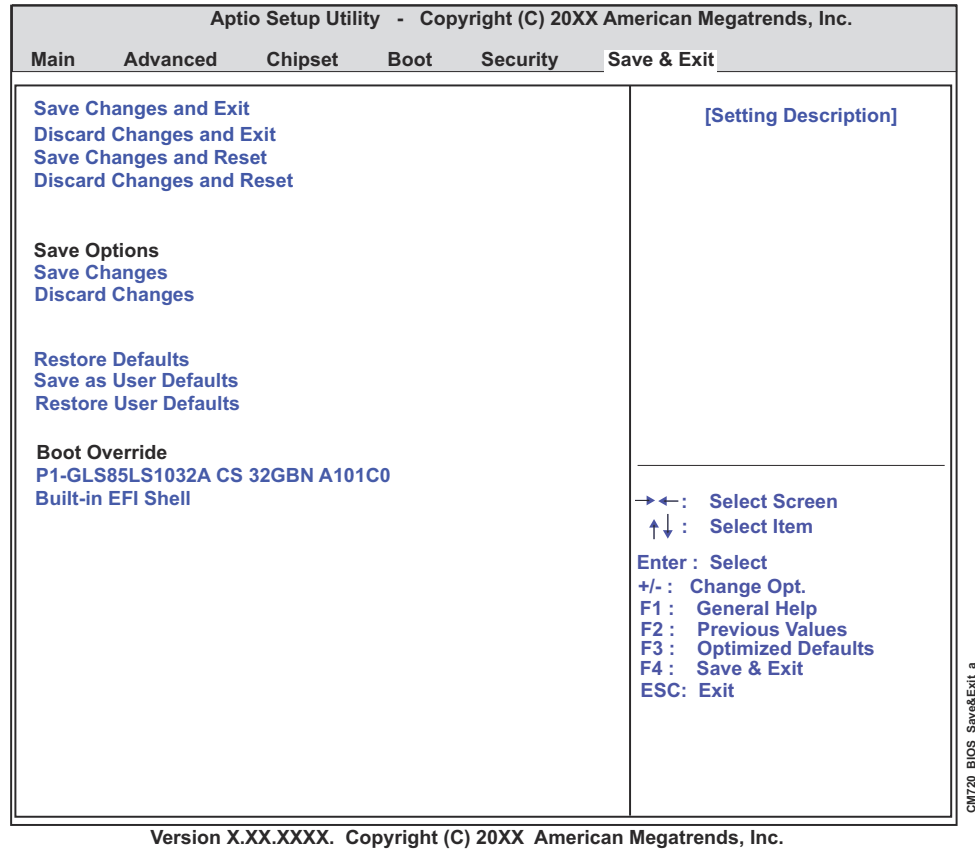 Aptio Setup Utility - Copyright (C) 20XX American Megatrends, Inc.
Main Advanced Chipset Boot Security Save & Exit
Save Changes and Exit
Discard Changes and Exit
Save Changes and Reset
Discard Changes and Reset
Save Options
Save Changes
Discard Changes
Restore Defaults
Save as User Defaults
Restore User Defaults
Boot Override
P1-GLS85LS1032A CS 32GBN A101C0
Built-in EFI Shell
[Setting Description]
→←: Select Screen
↑↓ : Select Item
Enter : Select
+/- : Change Opt.
F1 : General Help
F2 : Previous Values
F3 : Optimized Defaults
F4 : Save & Exit
ESC: Exit
CM720_BIOS_Save&Exit_a
Version X.XX.XXXX. Copyright (C) 20XX American Megatrends, Inc.